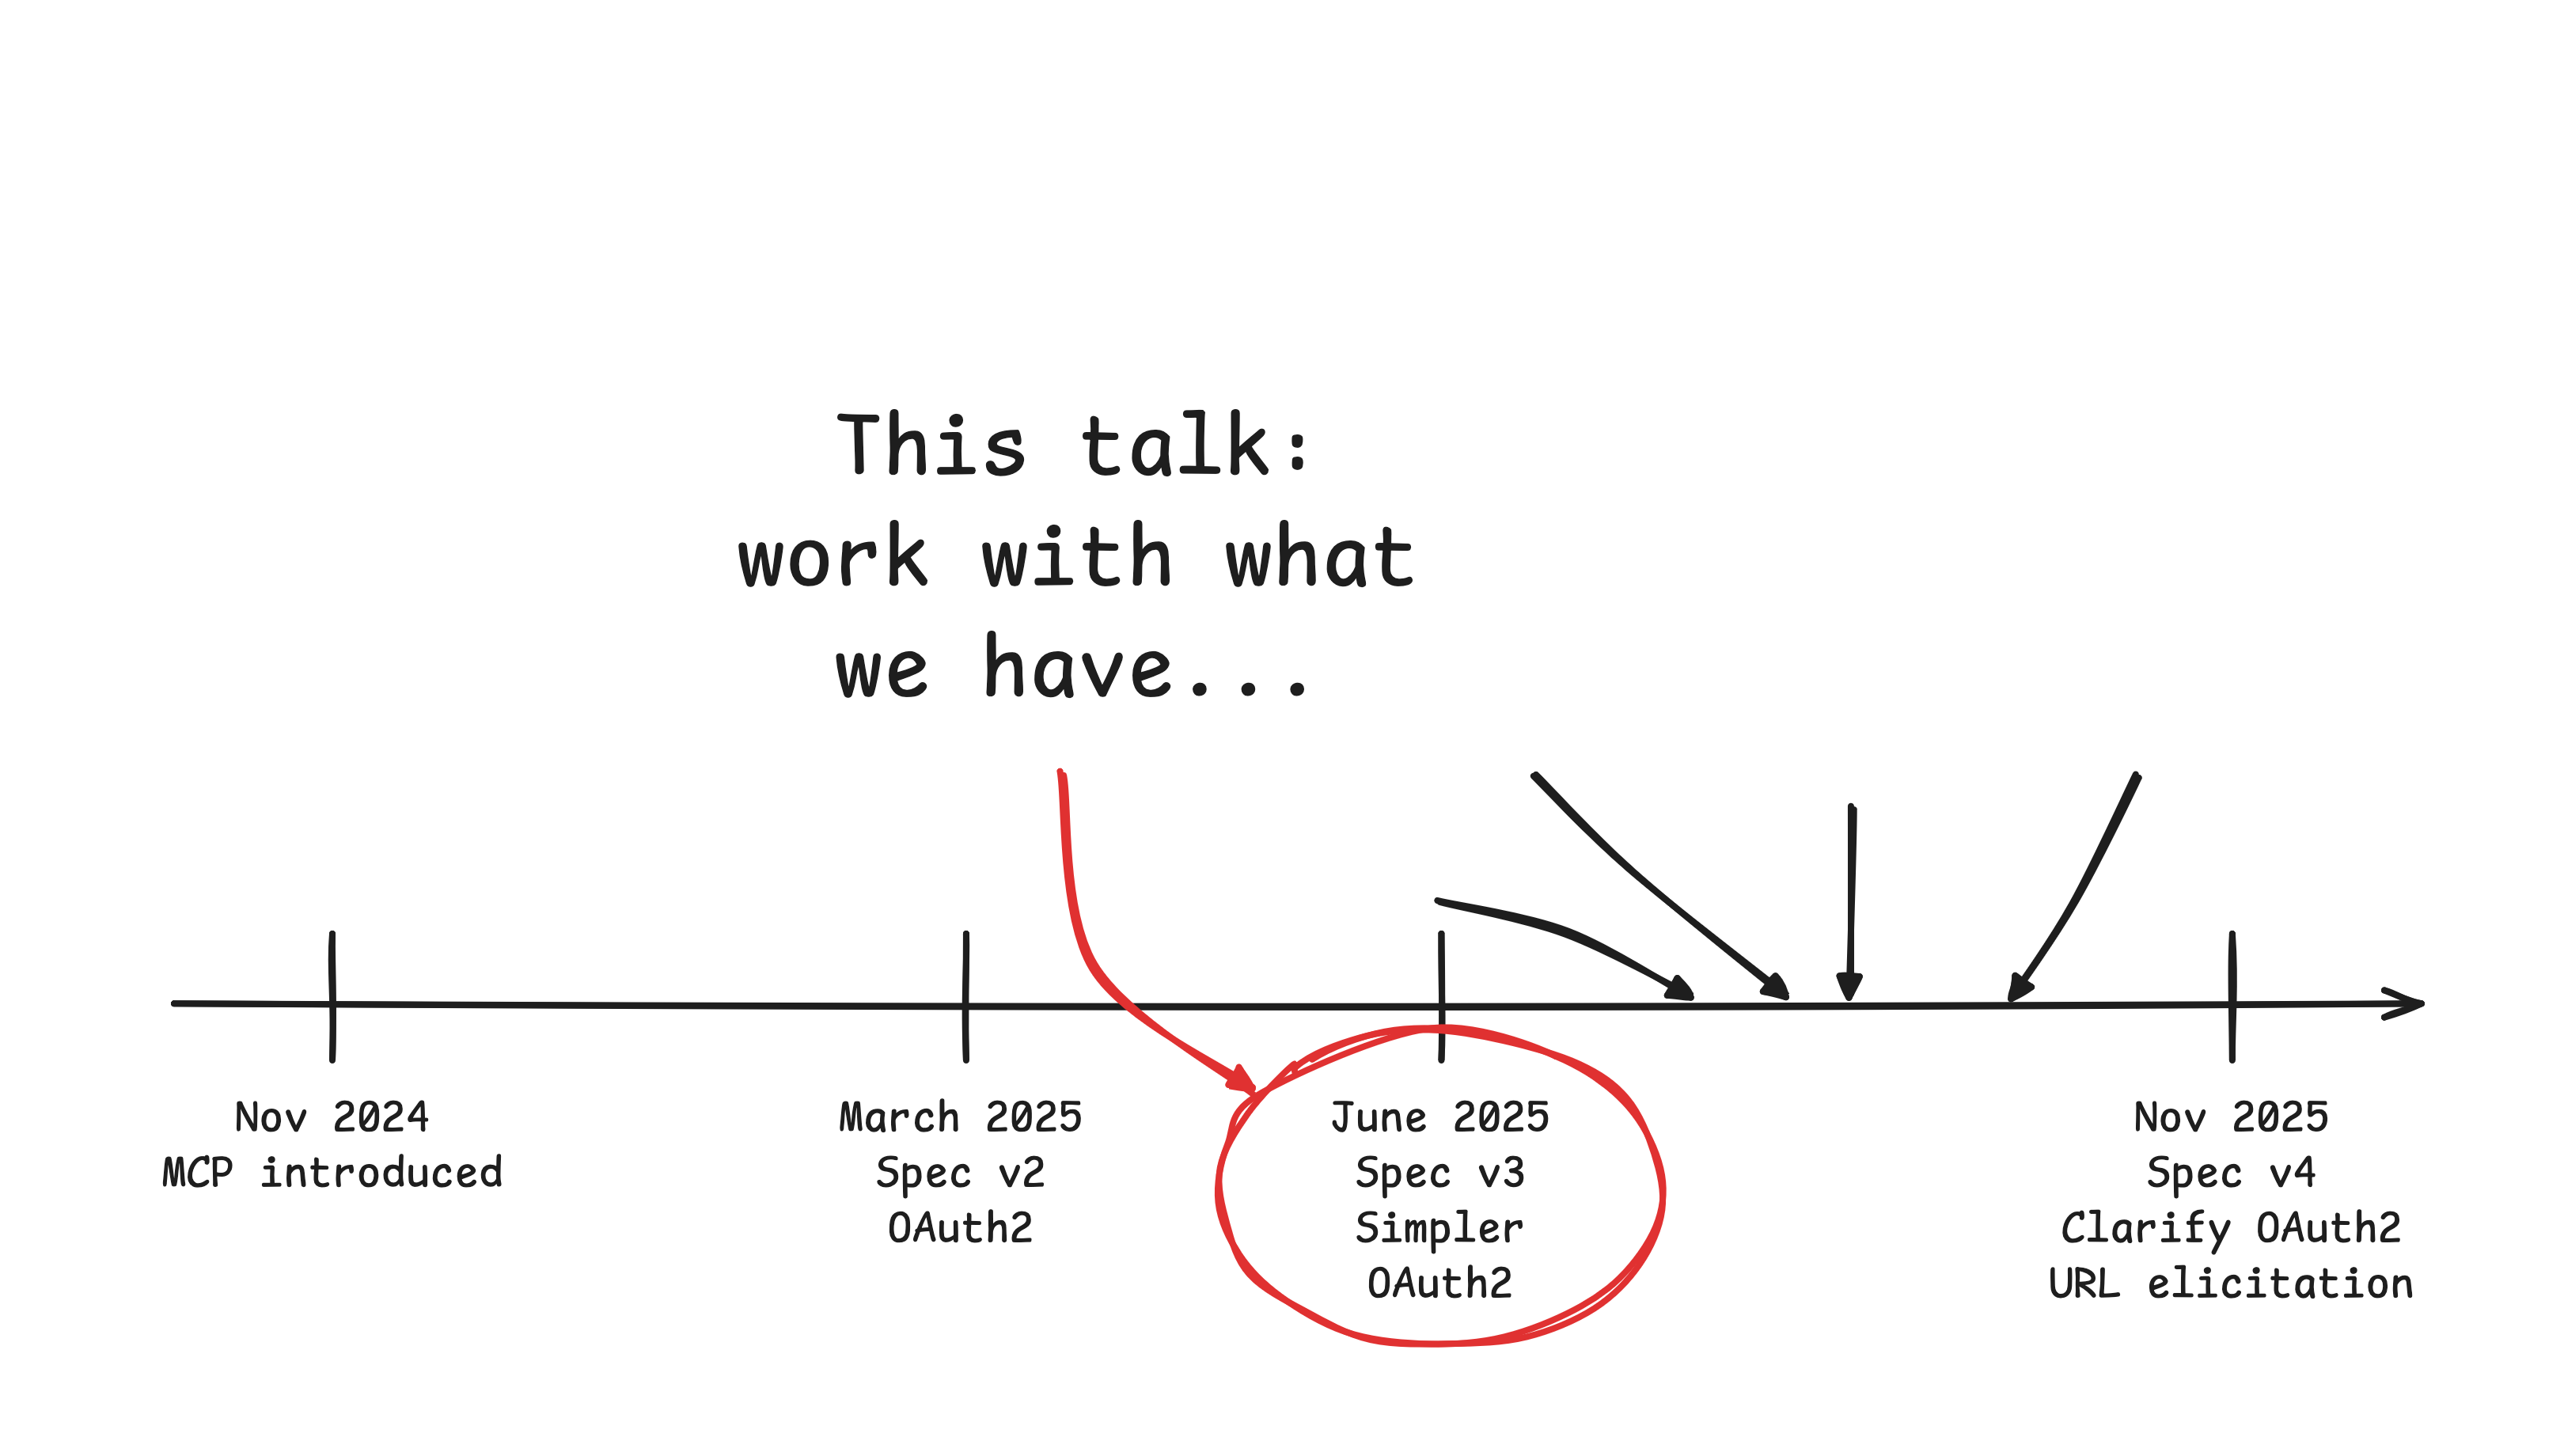 This talk:
work with what
we have...
Nov 2024
MCP introduced
March 2025
Spec v2
OAuth2
June 2025
Spec v3
Simpler
OAuth2
Nov 2025
Spec v4
Clarify OAuth2
URL elicitation